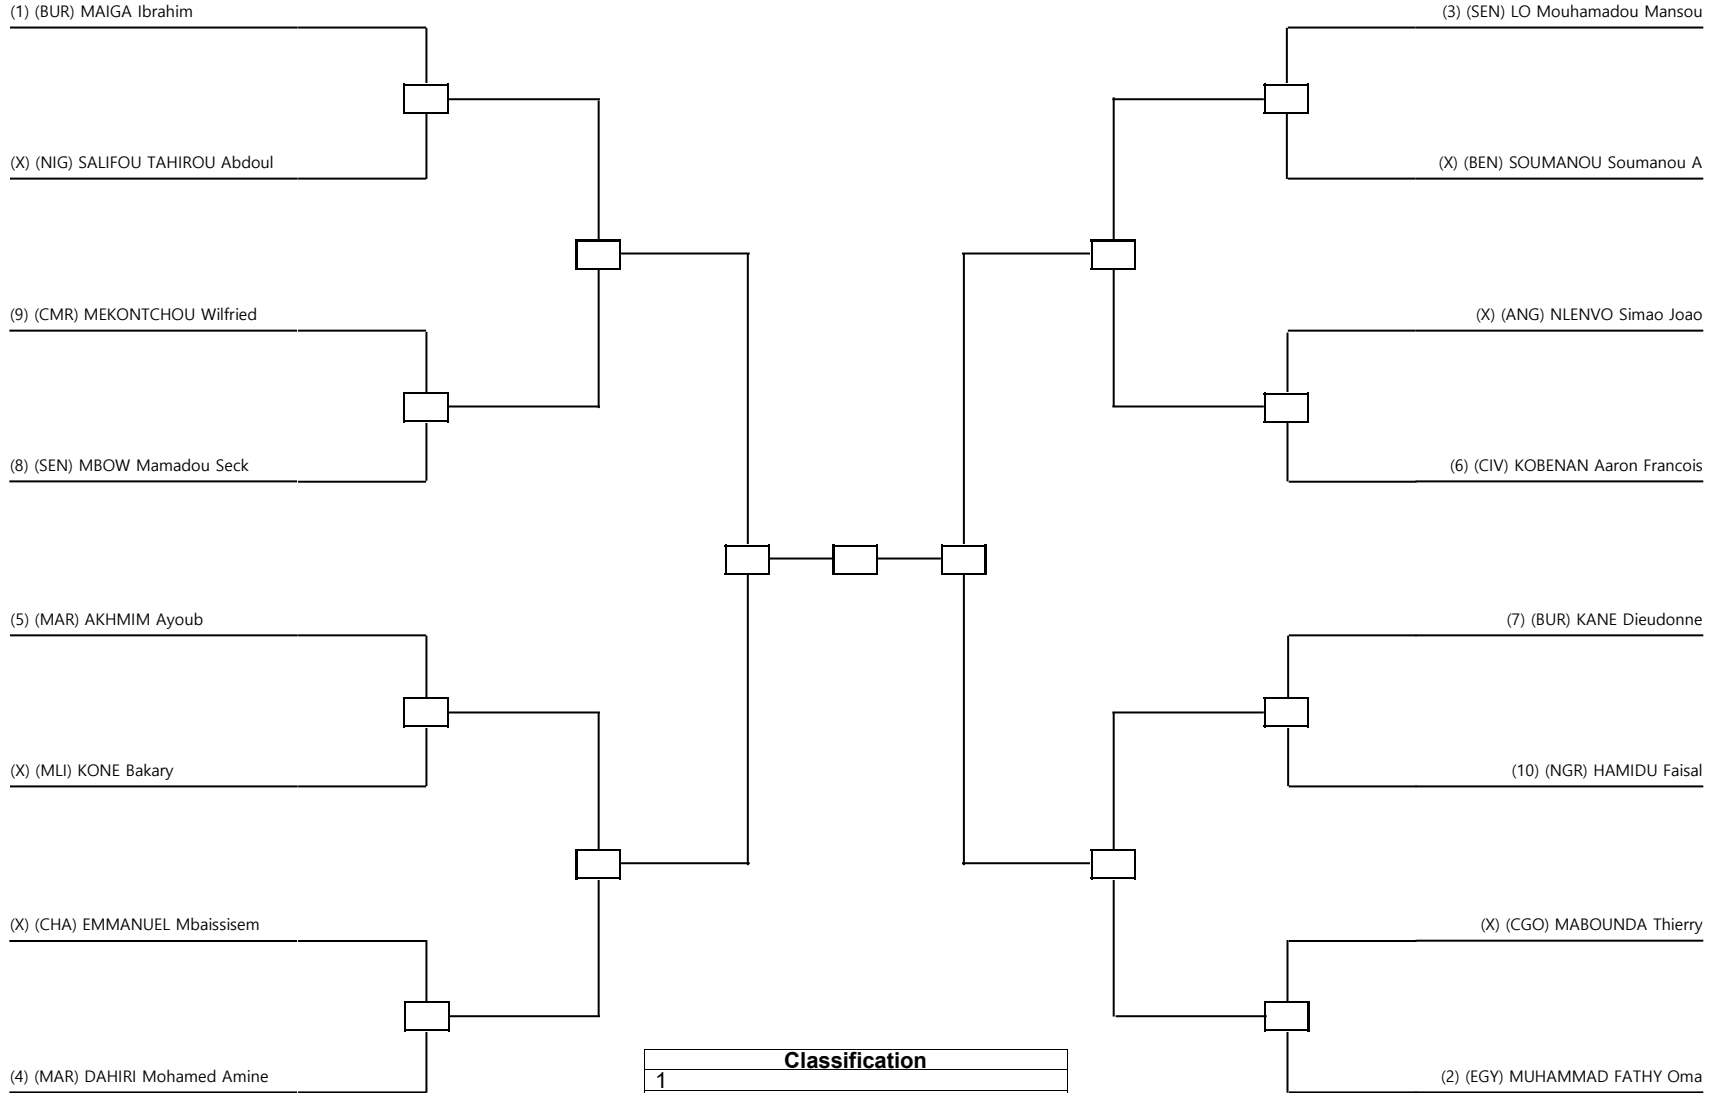 (1) (BUR) MAIGA Ibrahim
(3) (SEN) LO Mouhamadou Mansou
(X) (NIG) SALIFOU TAHIROU Abdoul
(X) (BEN) SOUMANOU Soumanou A
(9) (CMR) MEKONTCHOU Wilfried
(X) (ANG) NLENVO Simao Joao
(8) (SEN) MBOW Mamadou Seck
(6) (CIV) KOBENAN Aaron Francois
(5) (MAR) AKHMIM Ayoub
(7) (BUR) KANE Dieudonne
(X) (MLI) KONE Bakary
(10) (NGR) HAMIDU Faisal
(X) (CHA) EMMANUEL Mbaissisem
(X) (CGO) MABOUNDA Thierry
Classification
(4) (MAR) DAHIRI Mohamed Amine
1
(2) (EGY) MUHAMMAD FATHY Oma